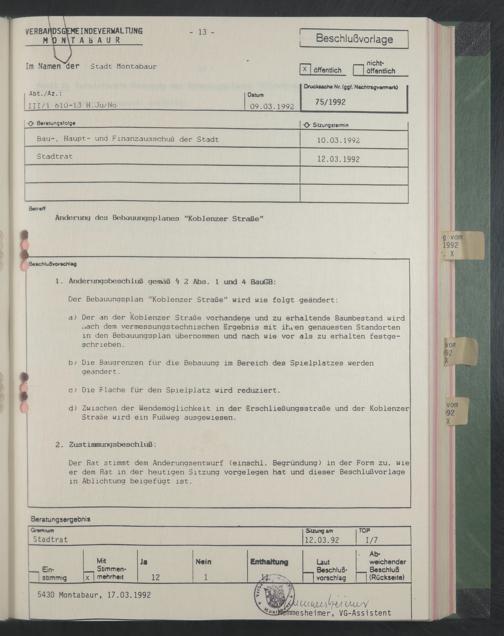 VERBANDSGEMEINDEVERWALTUNG
MONTABAUR
- 13 -
Beschlußvorlage
Im Namen der Stadt Montabaur
X öffentlich
nicht-
öffentlich
Abt./Az.:
III/1 610-13 H.Ju/No
Datum
09.03.1992
Drucksache Nr. (ggf. Nachtragsvermerk)
75/1992
Beratungsfolge
Sitzungstermin
Bau-, Haupt- und Finanzausschuß der Stadt
10.03.1992
Stadtrat
12.03.1992
Betreff
Änderung des Bebauungsplanes "Koblenzer Straße"
Beschlußvorschlag
1. Änderungsbeschluß gemäß § 2 Abs. 1 und 4 BauGB:
Der Bebauungsplan "Koblenzer Straße" wird wie folgt geändert:
a) Der an der Koblenzer Straße vorhandene und zu erhaltende Baumbestand wird
nach dem vermessungstechnischen Ergebnis mit ihren genauesten Standorten
in den Bebauungsplan übernommen und nach wie vor als zu erhalten festge-
schrieben.
b) Die Baugrenzen für die Bebauung im Bereich des Spielplatzes werden
geändert.
c) Die Fläche für den Spielplatz wird reduziert.
d) Zwischen der Wendemöglichkeit in der Erschließungsstraße und der Koblenzer
Straße wird ein Fußweg ausgewiesen.
2. Zustimmungsbeschluß:
Der Rat stimmt dem Änderungsentwurf (einschl. Begründung) in der Form zu, wie
er dem Rat in der heutigen Sitzung vorgelegen hat und dieser Beschlußvorlage
in Ablichtung beigefügt ist.
Beratungsergebnis
Gremium
Stadtrat
Sitzung am
12.03.92
TOP
I/7
Ein-
stimmig
X
Mit
Stimmen-
mehrheit
Ja
12
Nein
1
Enthaltung
Laut
Beschluß-
vorschlag
Ab-
weichender
Beschluß
(Rückseite)
5430 Montabaur, 17.03.1992
VG-Assistent
g vom
1992
X
vom
92
X
vom
92
X